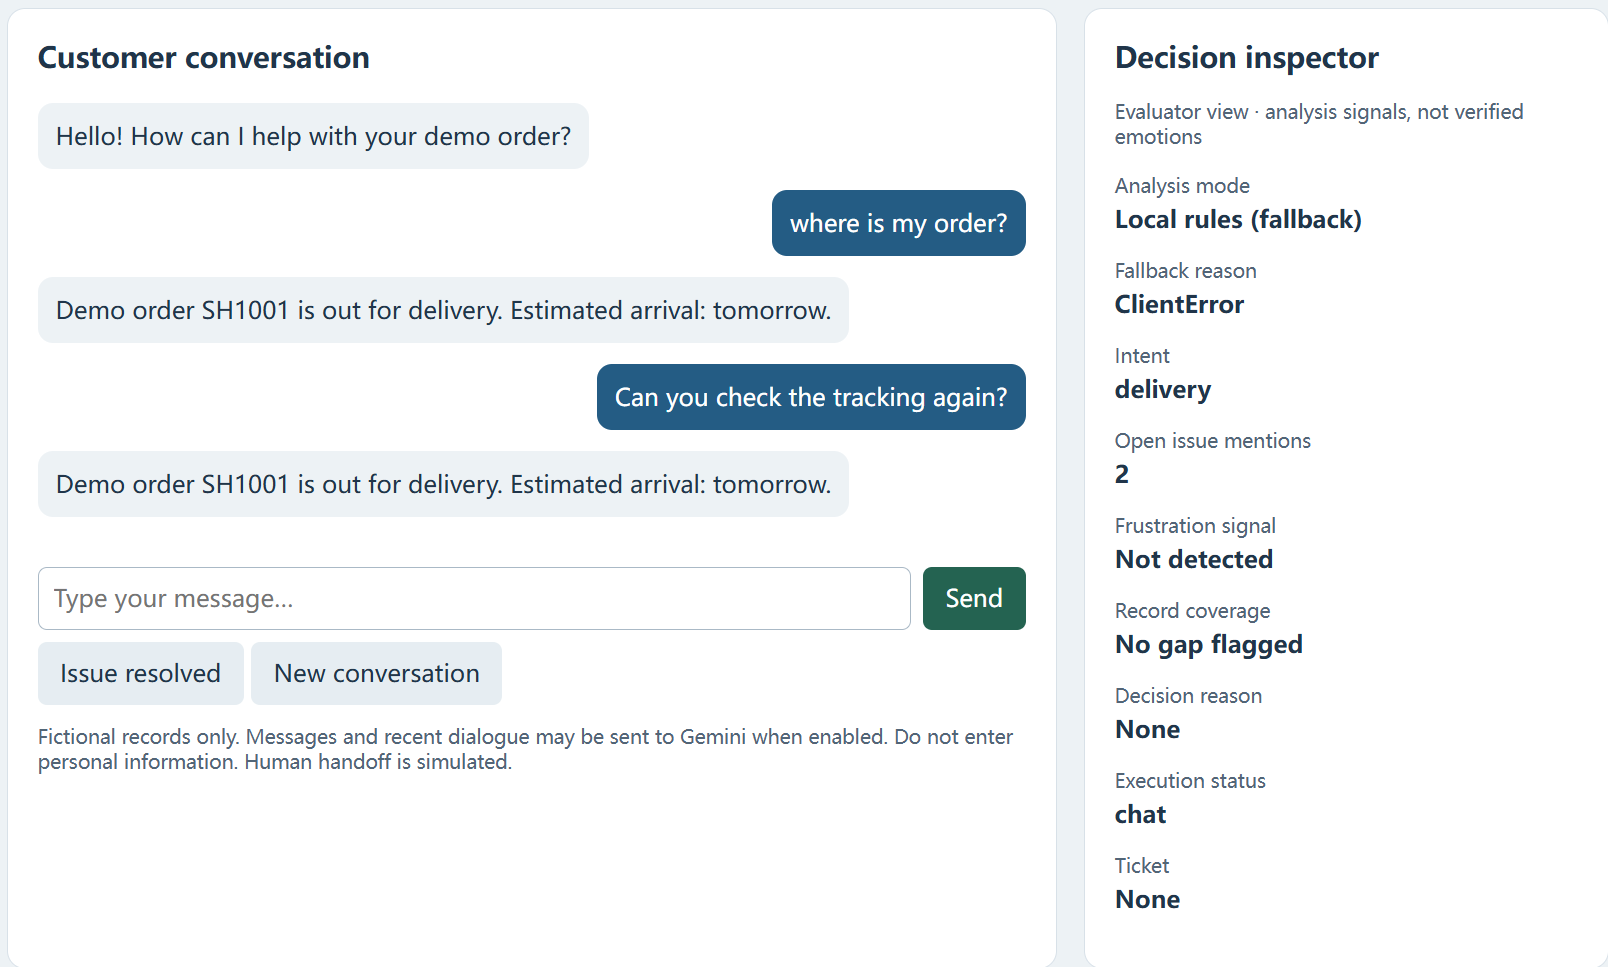 Customer conversation
Hello! How can I help with your demo order?
where is my order?
Demo order SH1001 is out for delivery. Estimated arrival: tomorrow.
Can you check the tracking again?
Demo order SH1001 is out for delivery. Estimated arrival: tomorrow.
Type your message...
Send
Issue resolved
New conversation
Fictional records only. Messages and recent dialogue may be sent to Gemini when enabled. Do not enter
personal information. Human handoff is simulated.
Decision inspector
Evaluator view · analysis signals, not verified
emotions
Analysis mode
Local rules (fallback)
Fallback reason
ClientError
Intent
delivery
Open issue mentions
2
Frustration signal
Not detected
Record coverage
No gap flagged
Decision reason
None
Execution status
chat
Ticket
None